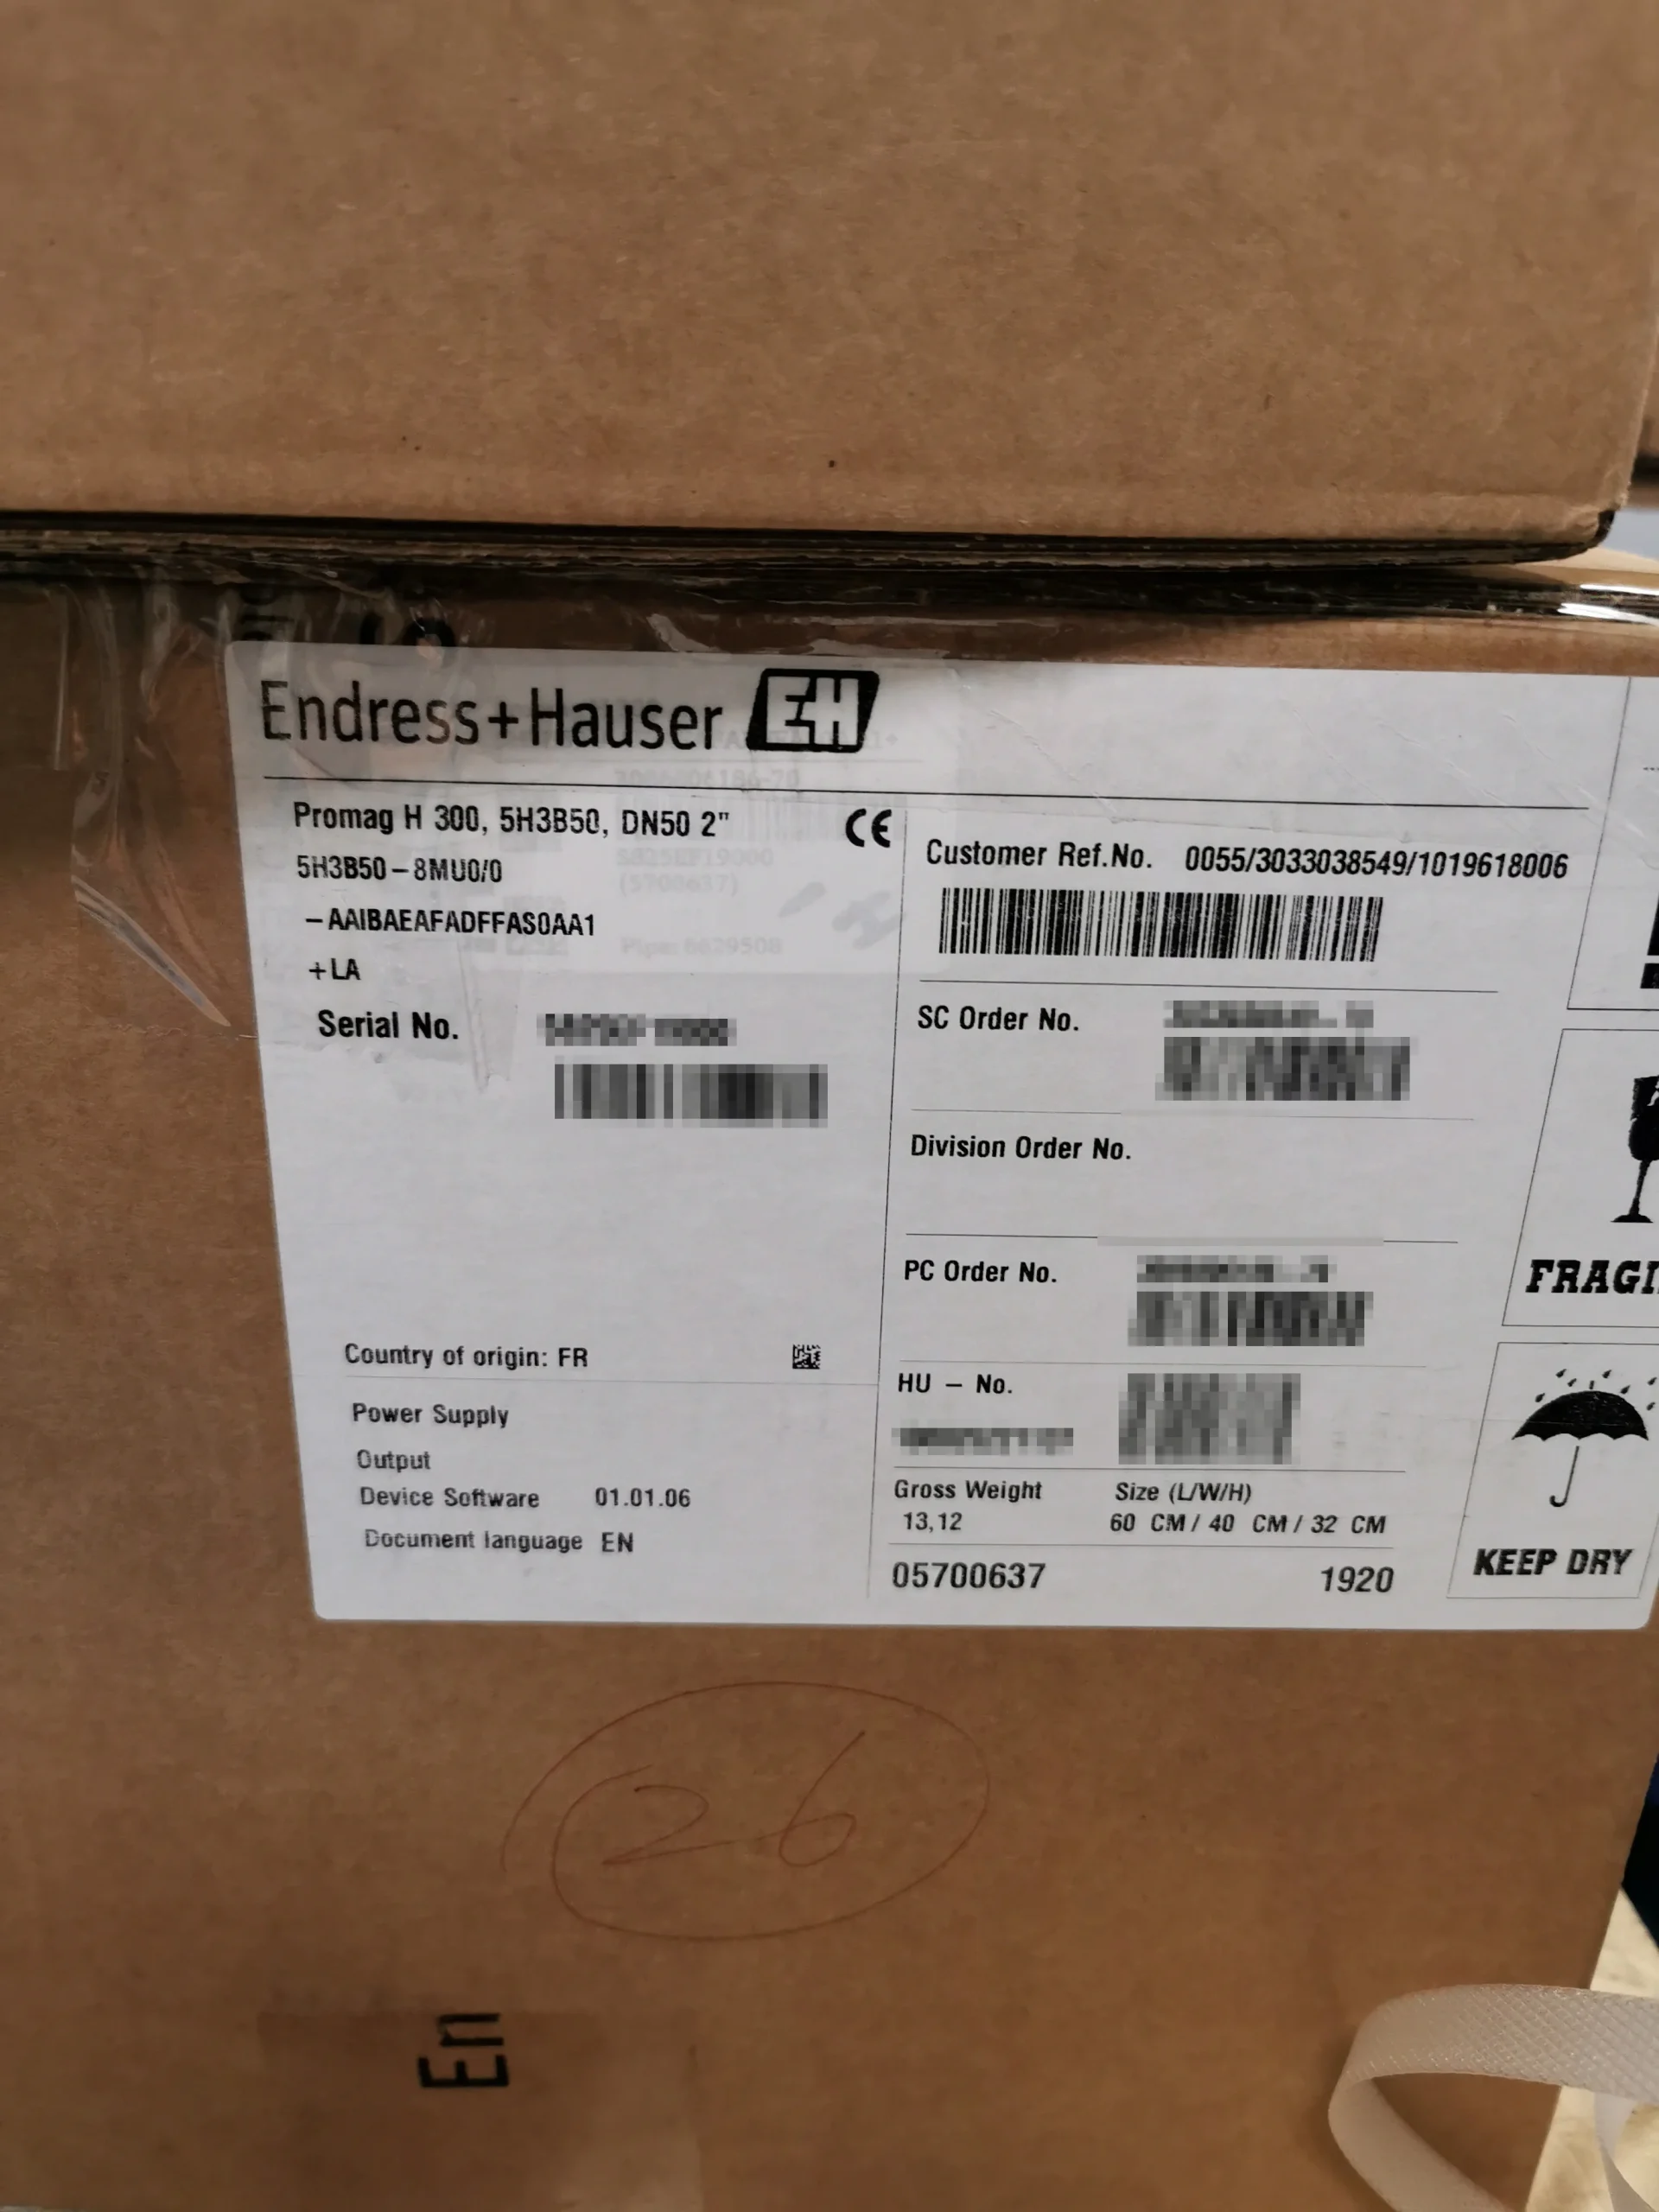 Endress+Hauser EH
Promag H 300, 5H3B50, DN50 2"
5H3B50-8MU0/0
-AAIBAEAFADFFAS0AA1
+LA
Serial No.
Country of origin: FR
Power Supply
Output
Device Software 01.01.06
Document language EN
CE
Customer Ref.No. 0055/3033038549/1019618006
SC Order No.
Division Order No.
PC Order No.
HU - No.
Gross Weight Size (L/W/H)
13,12 60 CM / 40 CM / 32 CM
05700637 1920
FRAGI
KEEP DRY
26
En